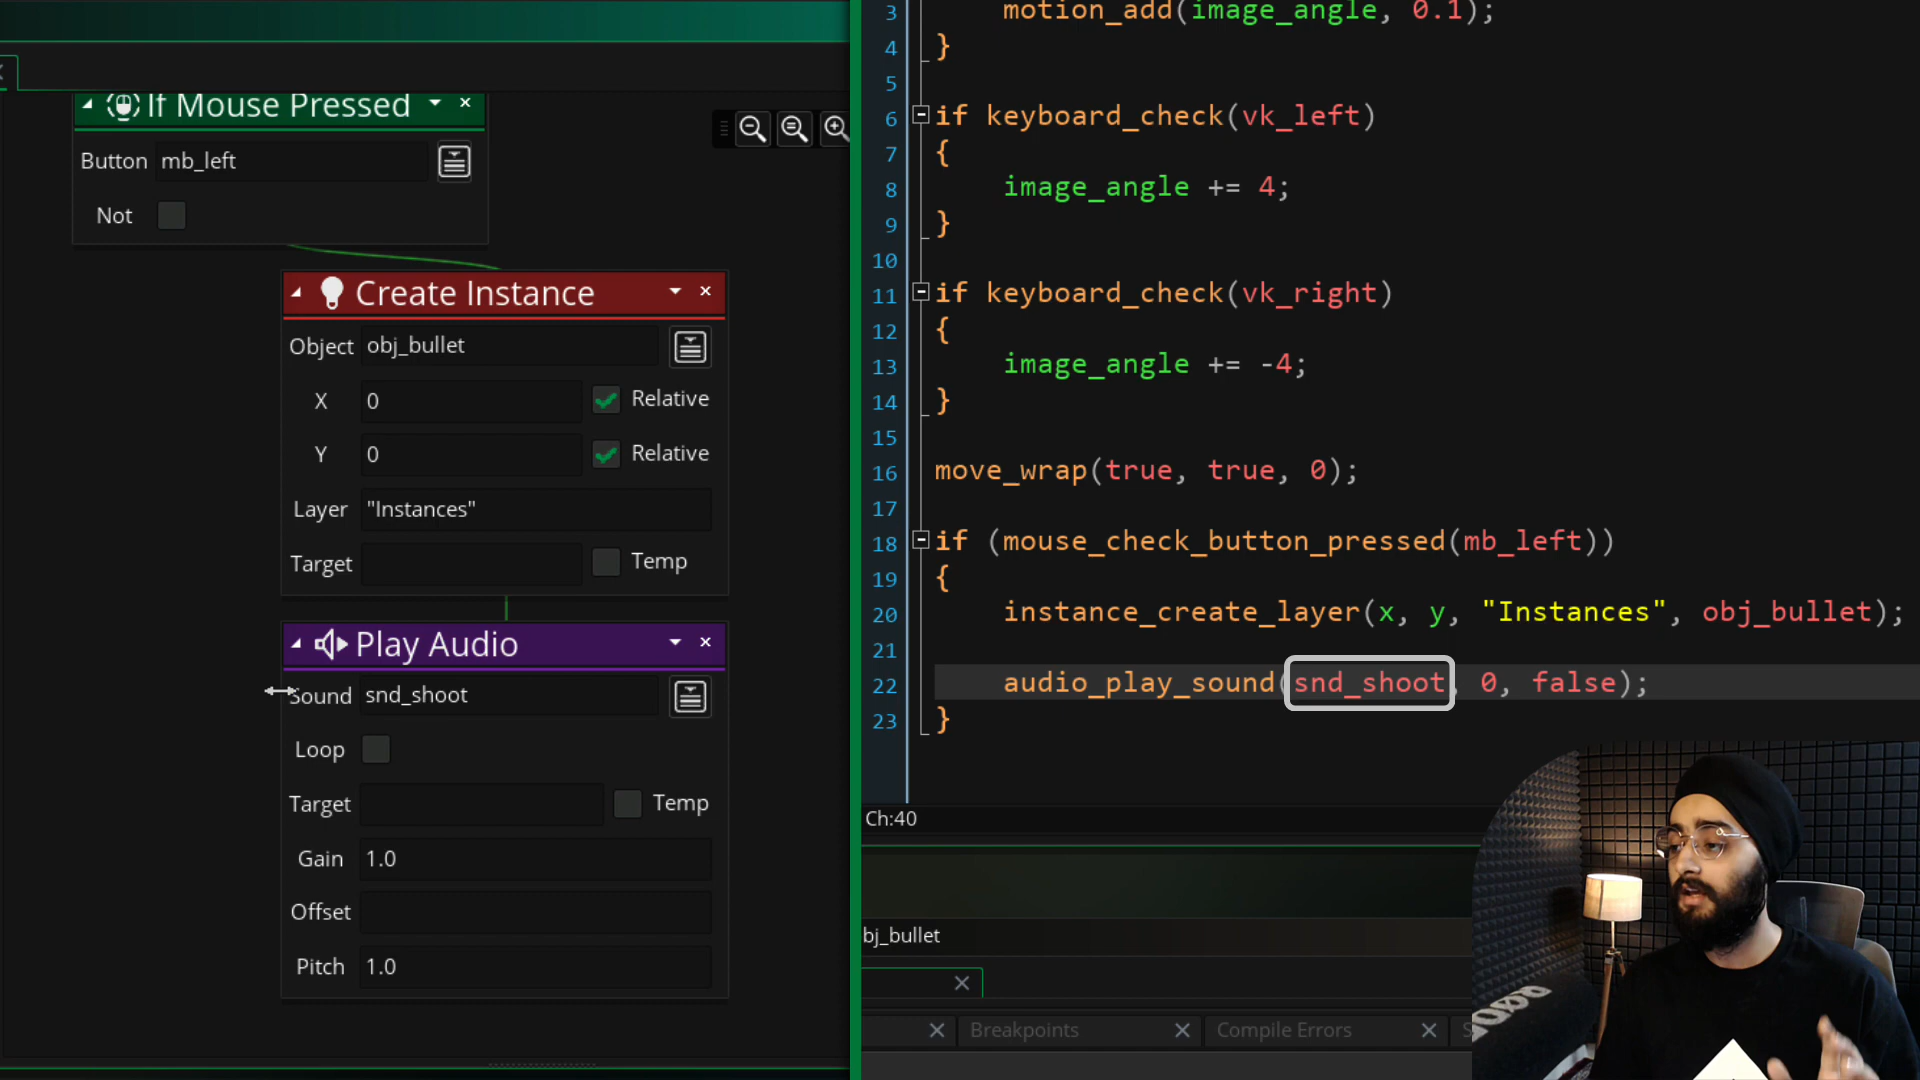 If Mouse Pressed
Button mb_left
Not
Create Instance
Object obj_bullet
X 0 Relative
Y 0 Relative
Layer "Instances"
Target Temp
Play Audio
Sound snd_shoot
Loop
Target Temp
Gain 1.0
Offset
Pitch 1.0
3 motion_add(image_angle, 0.1);
4 }
5
6 if keyboard_check(vk_left)
7 {
8 image_angle += 4;
9 }
10
11 if keyboard_check(vk_right)
12 {
13 image_angle += -4;
14 }
15
16 move_wrap(true, true, 0);
17
18 if (mouse_check_button_pressed(mb_left))
19 {
20 instance_create_layer(x, y, "Instances", obj_bullet);
21
22 audio_play_sound(snd_shoot, 0, false);
23 }
Ch:40
bj_bullet
Breakpoints Compile Errors